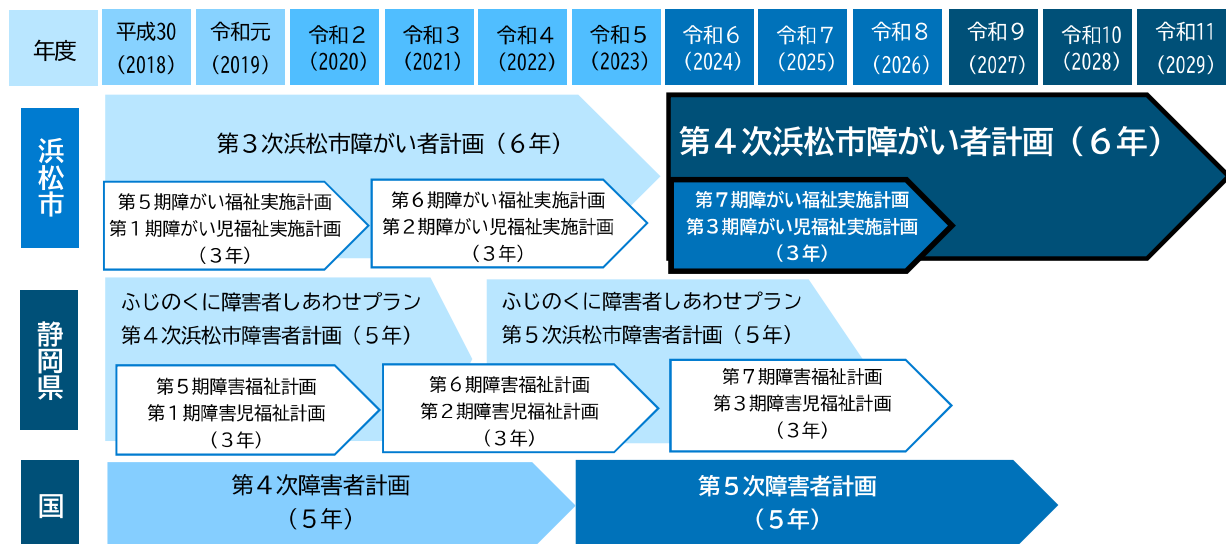 年度
平成30
(2018)
令和元
(2019)
令和２
(2020)
令和３
(2021)
令和４
(2022)
令和５
(2023)
令和６
(2024)
令和７
(2025)
令和８
(2026)
令和９
(2027)
令和10
(2028)
令和11
(2029)
浜松市
第３次浜松市障がい者計画（６年）
第４次浜松市障がい者計画（６年）
第５期障がい福祉実施計画
第１期障がい児福祉実施計画
（３年）
第６期障がい福祉実施計画
第２期障がい児福祉実施計画
（３年）
第７期障がい福祉実施計画
第３期障がい児福祉実施計画
（３年）
静岡県
ふじのくに障害者しあわせプラン
第４次浜松市障害者計画（５年）
ふじのくに障害者しあわせプラン
第５次浜松市障害者計画（５年）
第５期障害福祉計画
第１期障害児福祉計画
（３年）
第６期障害福祉計画
第２期障害児福祉計画
（３年）
第７期障害福祉計画
第３期障害児福祉計画
（３年）
国
第４次障害者計画
（５年）
第５次障害者計画
（５年）